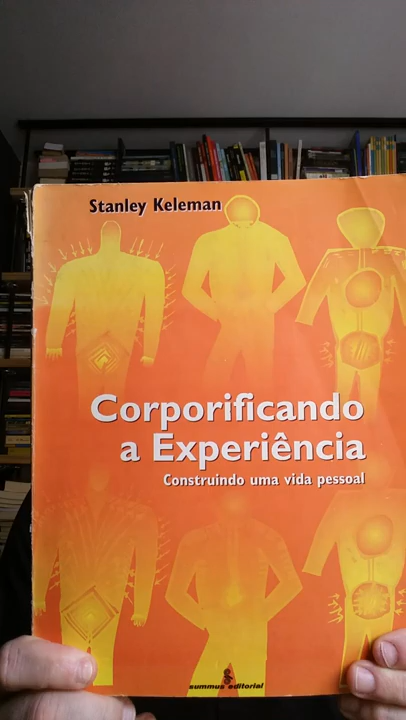 Stanley Keleman
Corporificando
a Experiência
Construindo uma vida pessoal
summus editorial